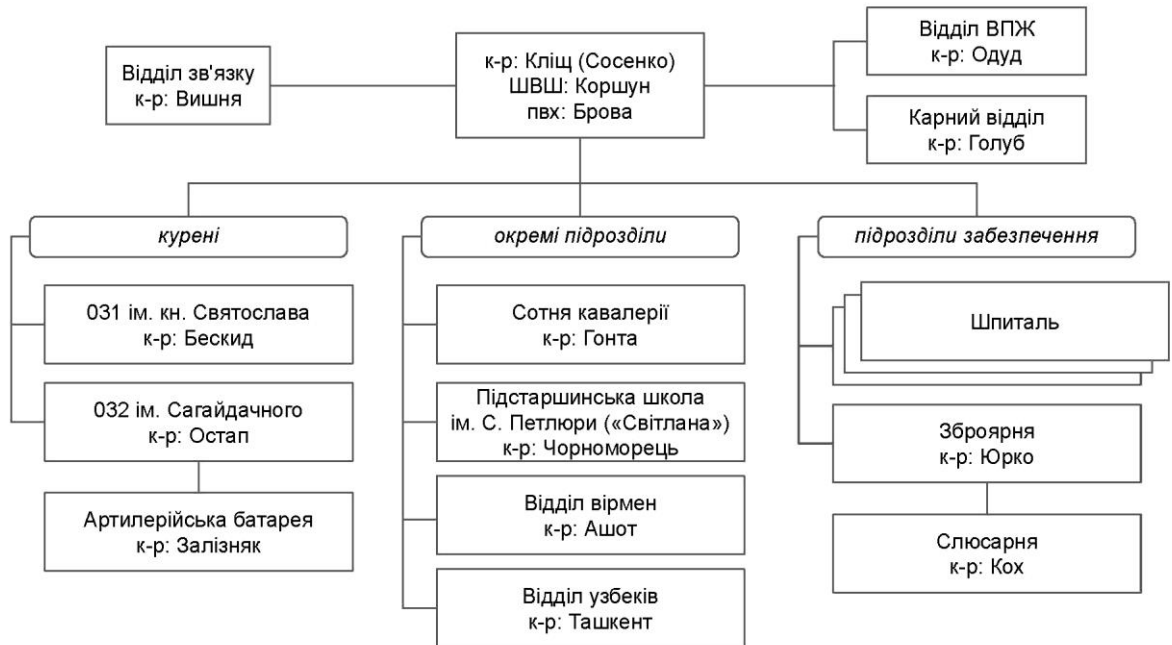 Відділ зв'язку
к-р: Вишня
к-р: Кліщ (Сосенко)
ШВШ: Коршун
пвх: Брова
Відділ ВПЖ
к-р: Одуд
Карний відділ
к-р: Голуб
курені
031 ім. кн. Святослава
к-р: Бескид
032 ім. Сагайдачного
к-р: Остап
Артилерійська батарея
к-р: Залізняк
окремі підрозділи
Сотня кавалерії
к-р: Гонта
Підстаршинська школа
ім. С. Петлюри («Світлана»)
к-р: Чорноморець
Відділ вірмен
к-р: Ашот
Відділ узбеків
к-р: Ташкент
підрозділи забезпечення
Шпиталь
Зброярня
к-р: Юрко
Слюсарня
к-р: Кох